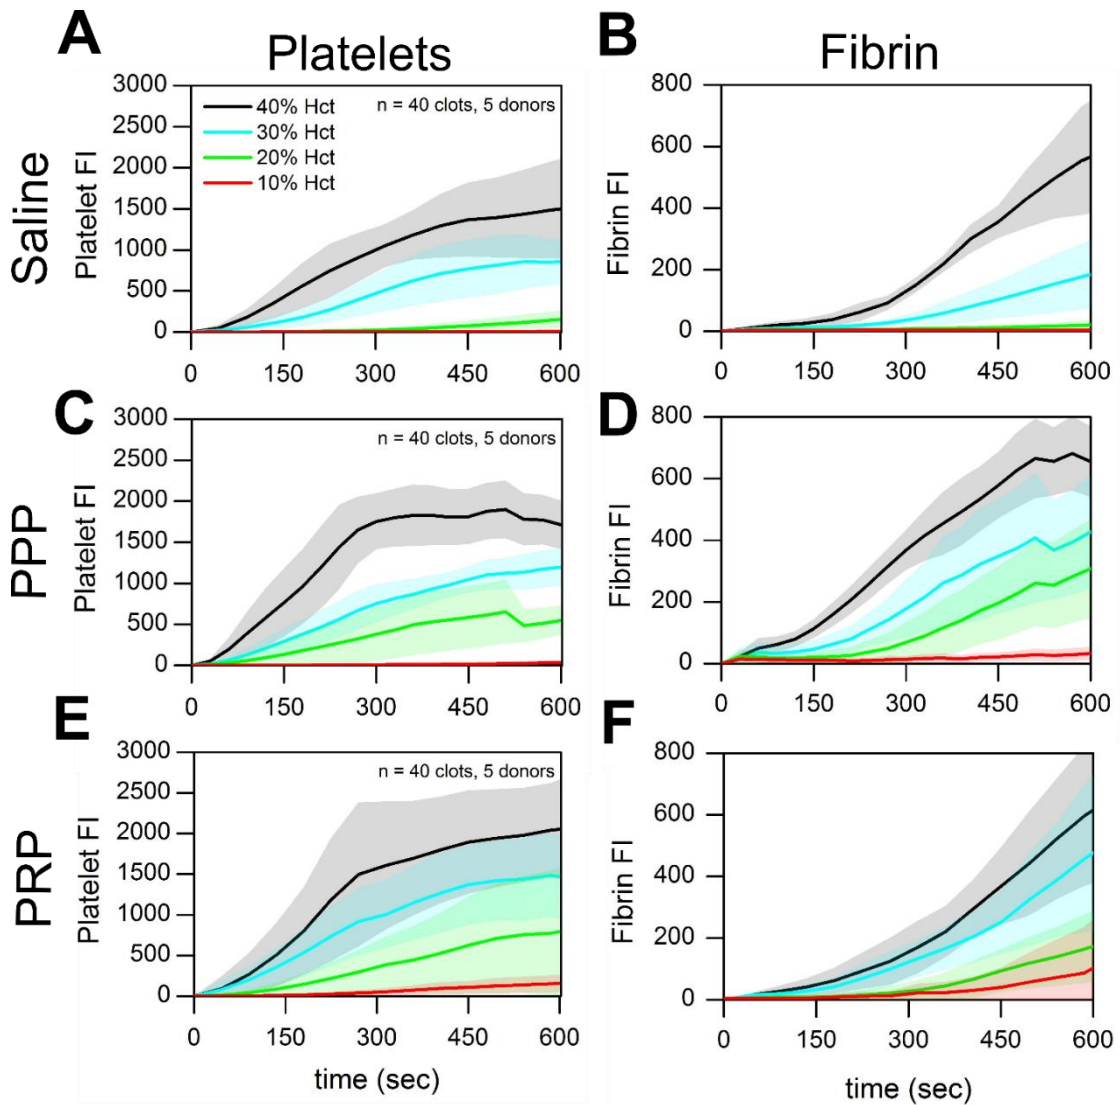 A
Platelets
B
Fibrin
Saline
Platelet FI
3000
2500
2000
1500
1000
500
0
40% Hct
30% Hct
20% Hct
10% Hct
n = 40 clots, 5 donors
0 150 300 450 600
Fibrin FI
800
600
400
200
0
0 150 300 450 600
C
PPP
Platelet FI
3000
2500
2000
1500
1000
500
0
n = 40 clots, 5 donors
0 150 300 450 600
D
Fibrin FI
800
600
400
200
0
0 150 300 450 600
E
PRP
Platelet FI
3000
2500
2000
1500
1000
500
0
n = 40 clots, 5 donors
0 150 300 450 600
time (sec)
F
Fibrin FI
800
600
400
200
0
0 150 300 450 600
time (sec)